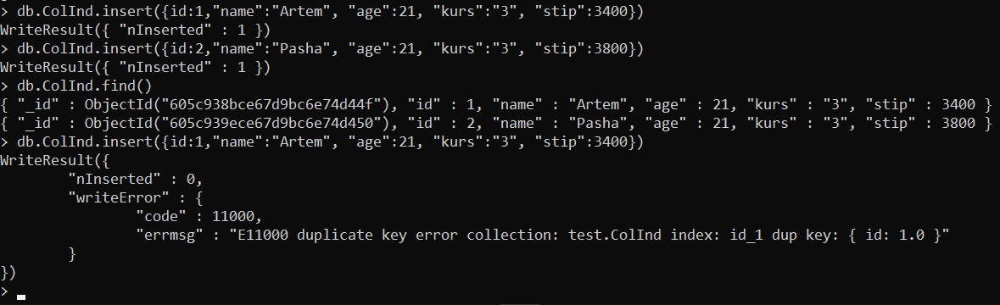 > db.ColInd.insert({id:1,"name":"Artem", "age":21, "kurs":"3", "stip":3400})
WriteResult({ "nInserted" : 1 })
> db.ColInd.insert({id:2,"name":"Pasha", "age":21, "kurs":"3", "stip":3800})
WriteResult({ "nInserted" : 1 })
> db.ColInd.find()
{ "_id" : ObjectId("605c938bce67d9bc6e74d44f"), "id" : 1, "name" : "Artem", "age" : 21, "kurs" : "3", "stip" : 3400 }
{ "_id" : ObjectId("605c939ece67d9bc6e74d450"), "id" : 2, "name" : "Pasha", "age" : 21, "kurs" : "3", "stip" : 3800 }
> db.ColInd.insert({id:1,"name":"Artem", "age":21, "kurs":"3", "stip":3400})
WriteResult({
        "nInserted" : 0,
        "writeError" : {
                "code" : 11000,
                "errmsg" : "E11000 duplicate key error collection: test.ColInd index: id_1 dup key: { id: 1.0 }"
        }
})
>